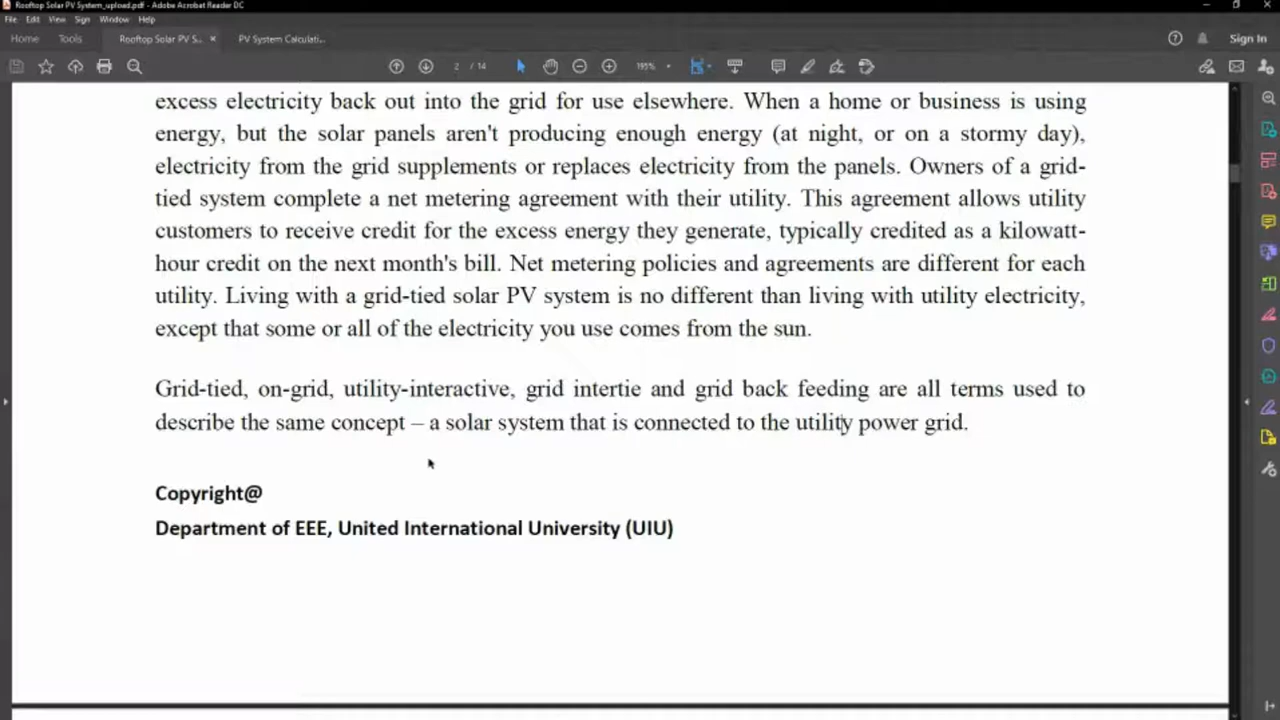 Rooftop Solar PV System_upload.pdf - Adobe Acrobat Reader DC
File Edit View Sign Window Help
Home Tools Rooftop Solar PV S... × PV System Calculati... Sign In
2 / 14 195%
excess electricity back out into the grid for use elsewhere. When a home or business is using
energy, but the solar panels aren't producing enough energy (at night, or on a stormy day),
electricity from the grid supplements or replaces electricity from the panels. Owners of a grid-
tied system complete a net metering agreement with their utility. This agreement allows utility
customers to receive credit for the excess energy they generate, typically credited as a kilowatt-
hour credit on the next month's bill. Net metering policies and agreements are different for each
utility. Living with a grid-tied solar PV system is no different than living with utility electricity,
except that some or all of the electricity you use comes from the sun.
Grid-tied, on-grid, utility-interactive, grid intertie and grid back feeding are all terms used to
describe the same concept – a solar system that is connected to the utility power grid.
Copyright@
Department of EEE, United International University (UIU)